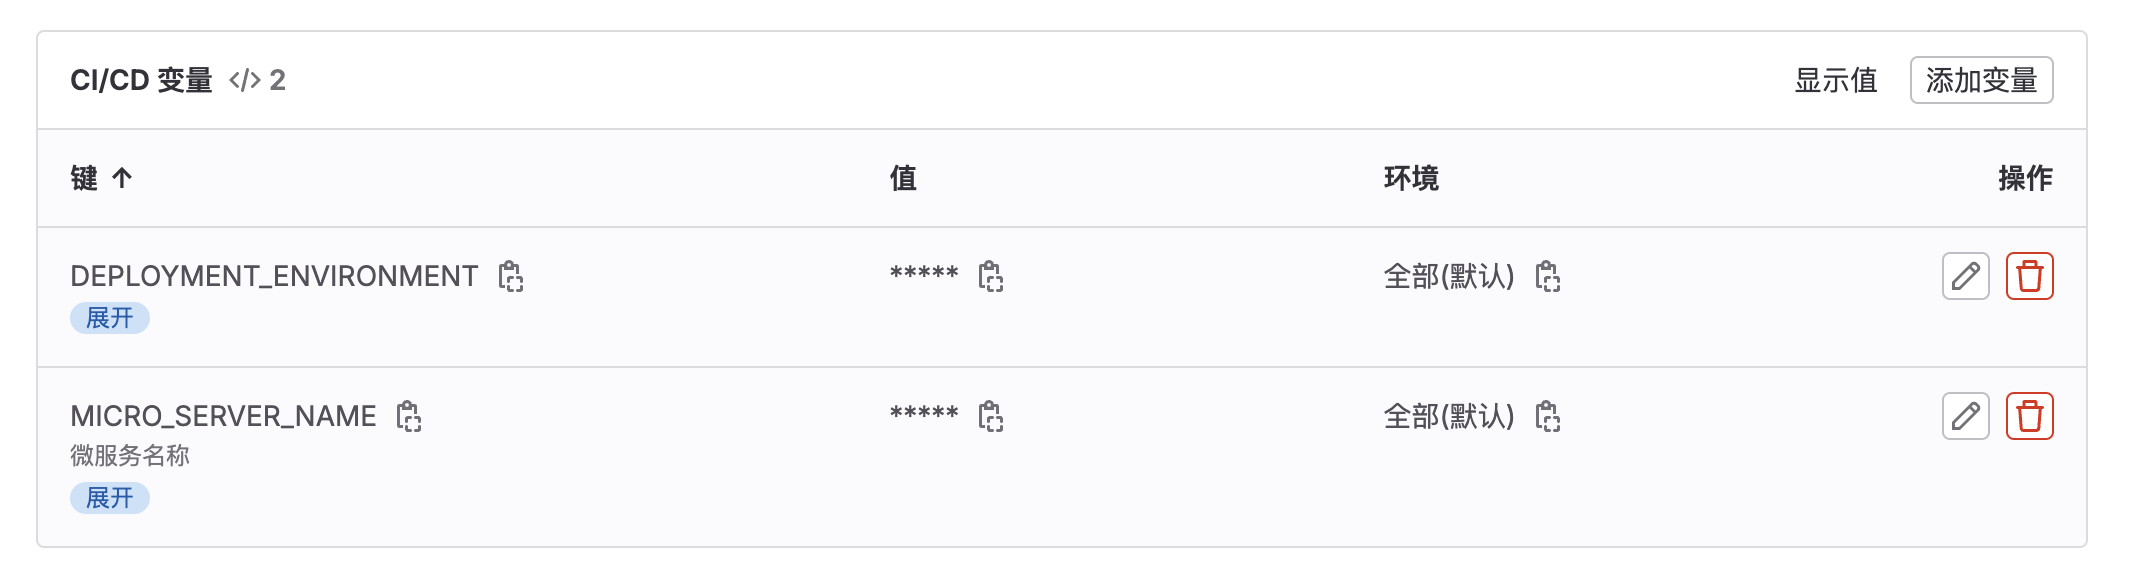 CI/CD 变量 </> 2 显示值 添加变量
键 ↑ 值 环境 操作
DEPLOYMENT_ENVIRONMENT ***** 全部(默认)
展开
MICRO_SERVER_NAME ***** 全部(默认)
微服务名称
展开